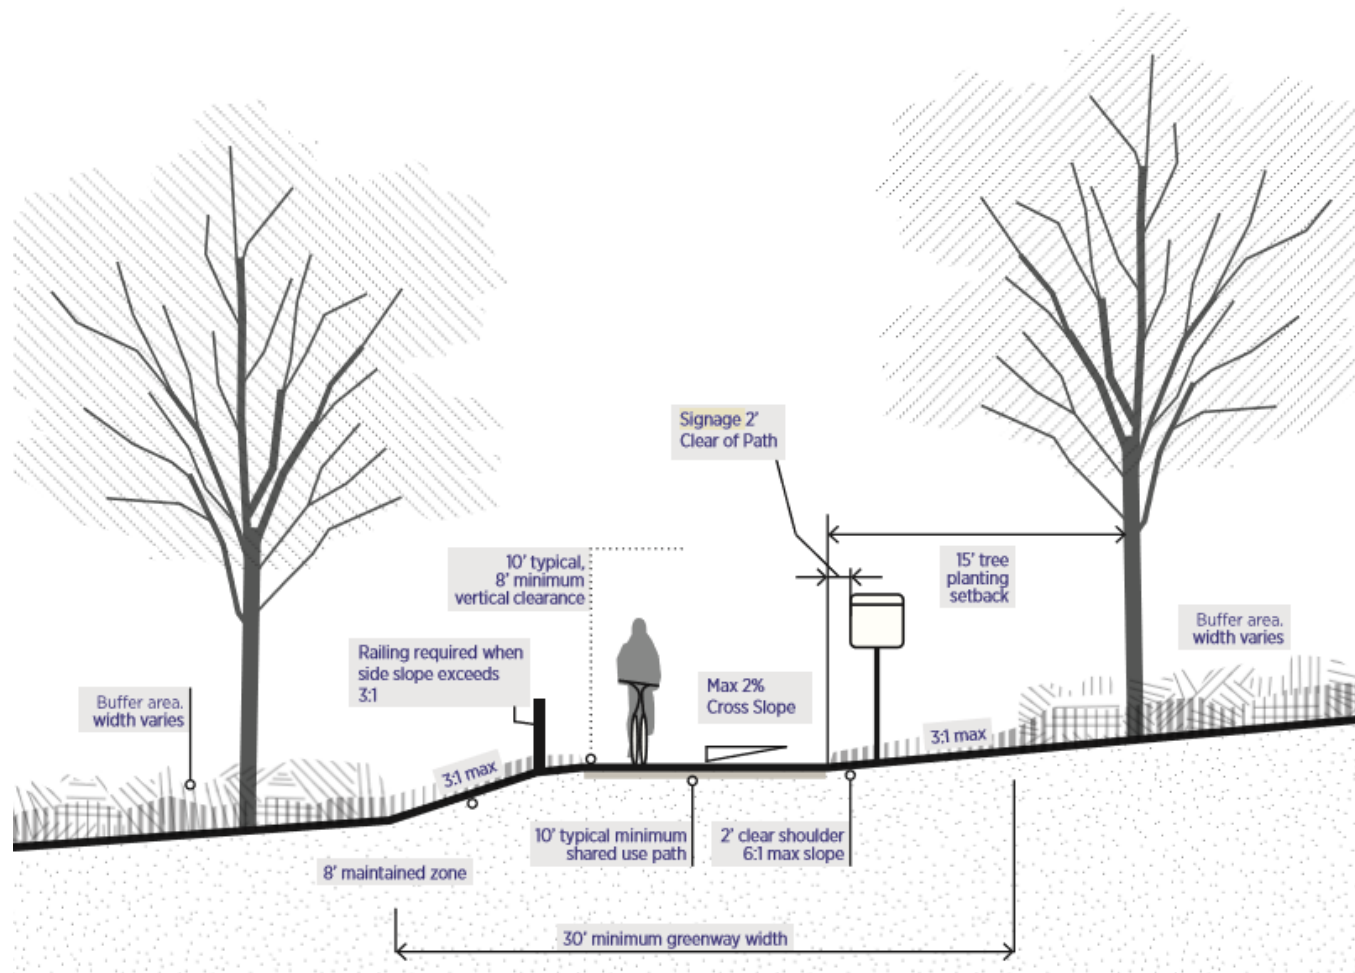 Signage 2'
Clear of Path
10' typical,
8' minimum
vertical clearance
15' tree
planting
setback
Buffer area.
width varies
Railing required when
side slope exceeds
3:1
Max 2%
Cross Slope
Buffer area.
width varies
3:1 max
3:1 max
10' typical minimum
shared use path
2' clear shoulder
6:1 max slope
8' maintained zone
30' minimum greenway width